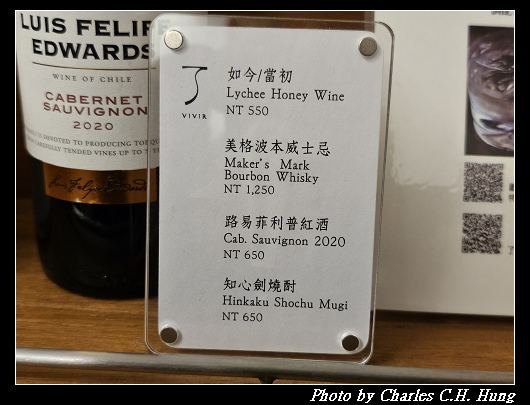 LUIS FELIPE
EDWARDS
WINE OF CHILE
CABERNET
SAUVIGNON
2020
了
VIVIR
如今/當初
Lychee Honey Wine
NT 550
美格波本威士忌
Maker's Mark
Bourbon Whisky
NT 1,250
路易菲利普紅酒
Cab. Sauvignon 2020
NT 650
知心劍燒酎
Hinkaku Shochu Mugi
NT 650
Photo by Charles C.H. Hung